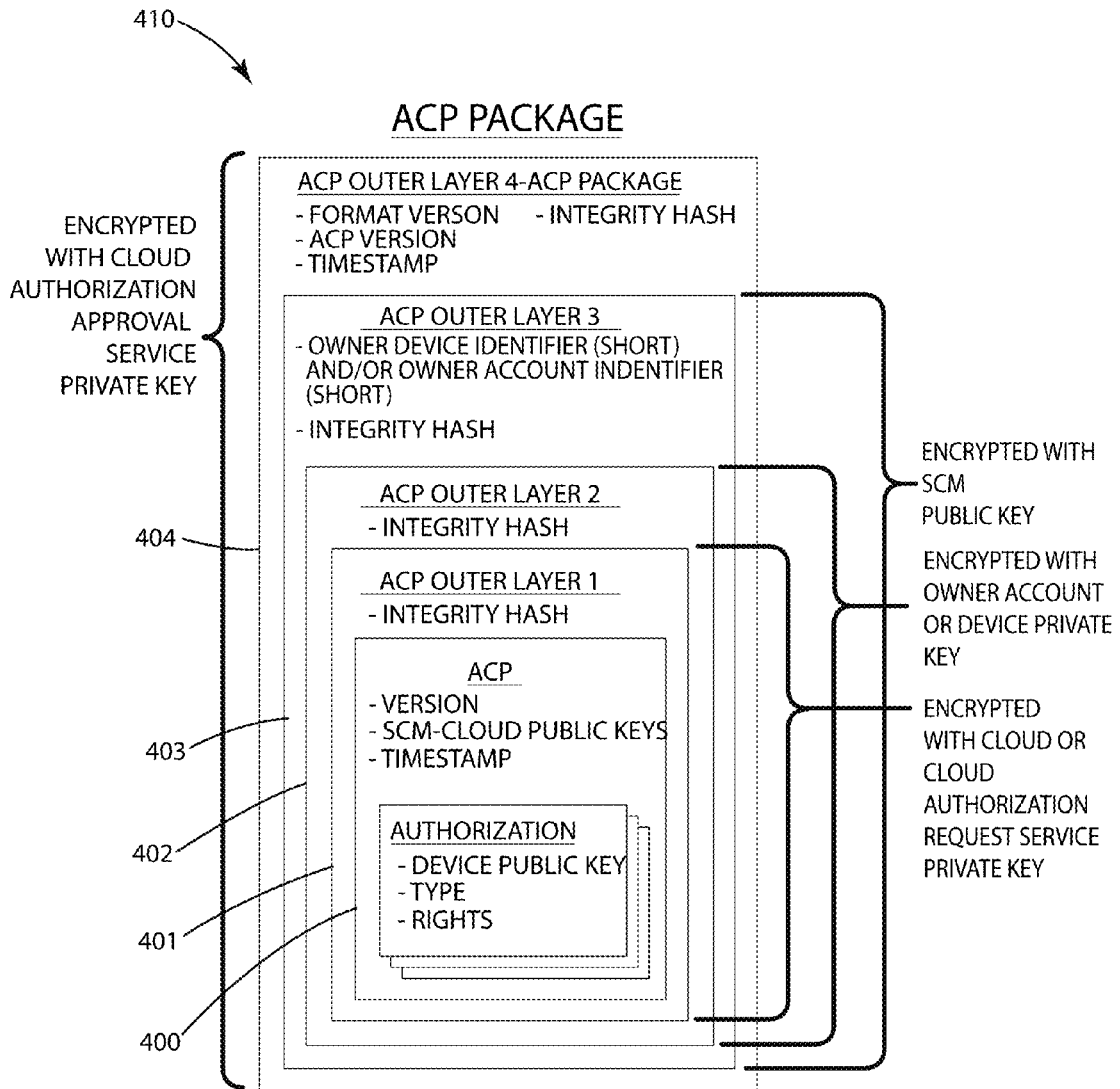 410
ACP PACKAGE
ENCRYPTED
WITH CLOUD
AUTHORIZATION
APPROVAL
SERVICE
PRIVATE KEY
ACP OUTER LAYER 4-ACP PACKAGE
- FORMAT VERSON - INTEGRITY HASH
- ACP VERSION
- TIMESTAMP
ACP OUTER LAYER 3
- OWNER DEVICE IDENTIFIER (SHORT)
AND/OR OWNER ACCOUNT INDENTIFIER
(SHORT)
- INTEGRITY HASH
ACP OUTER LAYER 2
- INTEGRITY HASH
ACP OUTER LAYER 1
- INTEGRITY HASH
ACP
- VERSION
- SCM-CLOUD PUBLIC KEYS
- TIMESTAMP
AUTHORIZATION
- DEVICE PUBLIC KEY
- TYPE
- RIGHTS
404
403
402
401
400
ENCRYPTED WITH
SCM
PUBLIC KEY
ENCRYPTED WITH
OWNER ACCOUNT
OR DEVICE PRIVATE
KEY
ENCRYPTED
WITH CLOUD OR
CLOUD
AUTHORIZATION
REQUEST SERVICE
PRIVATE KEY